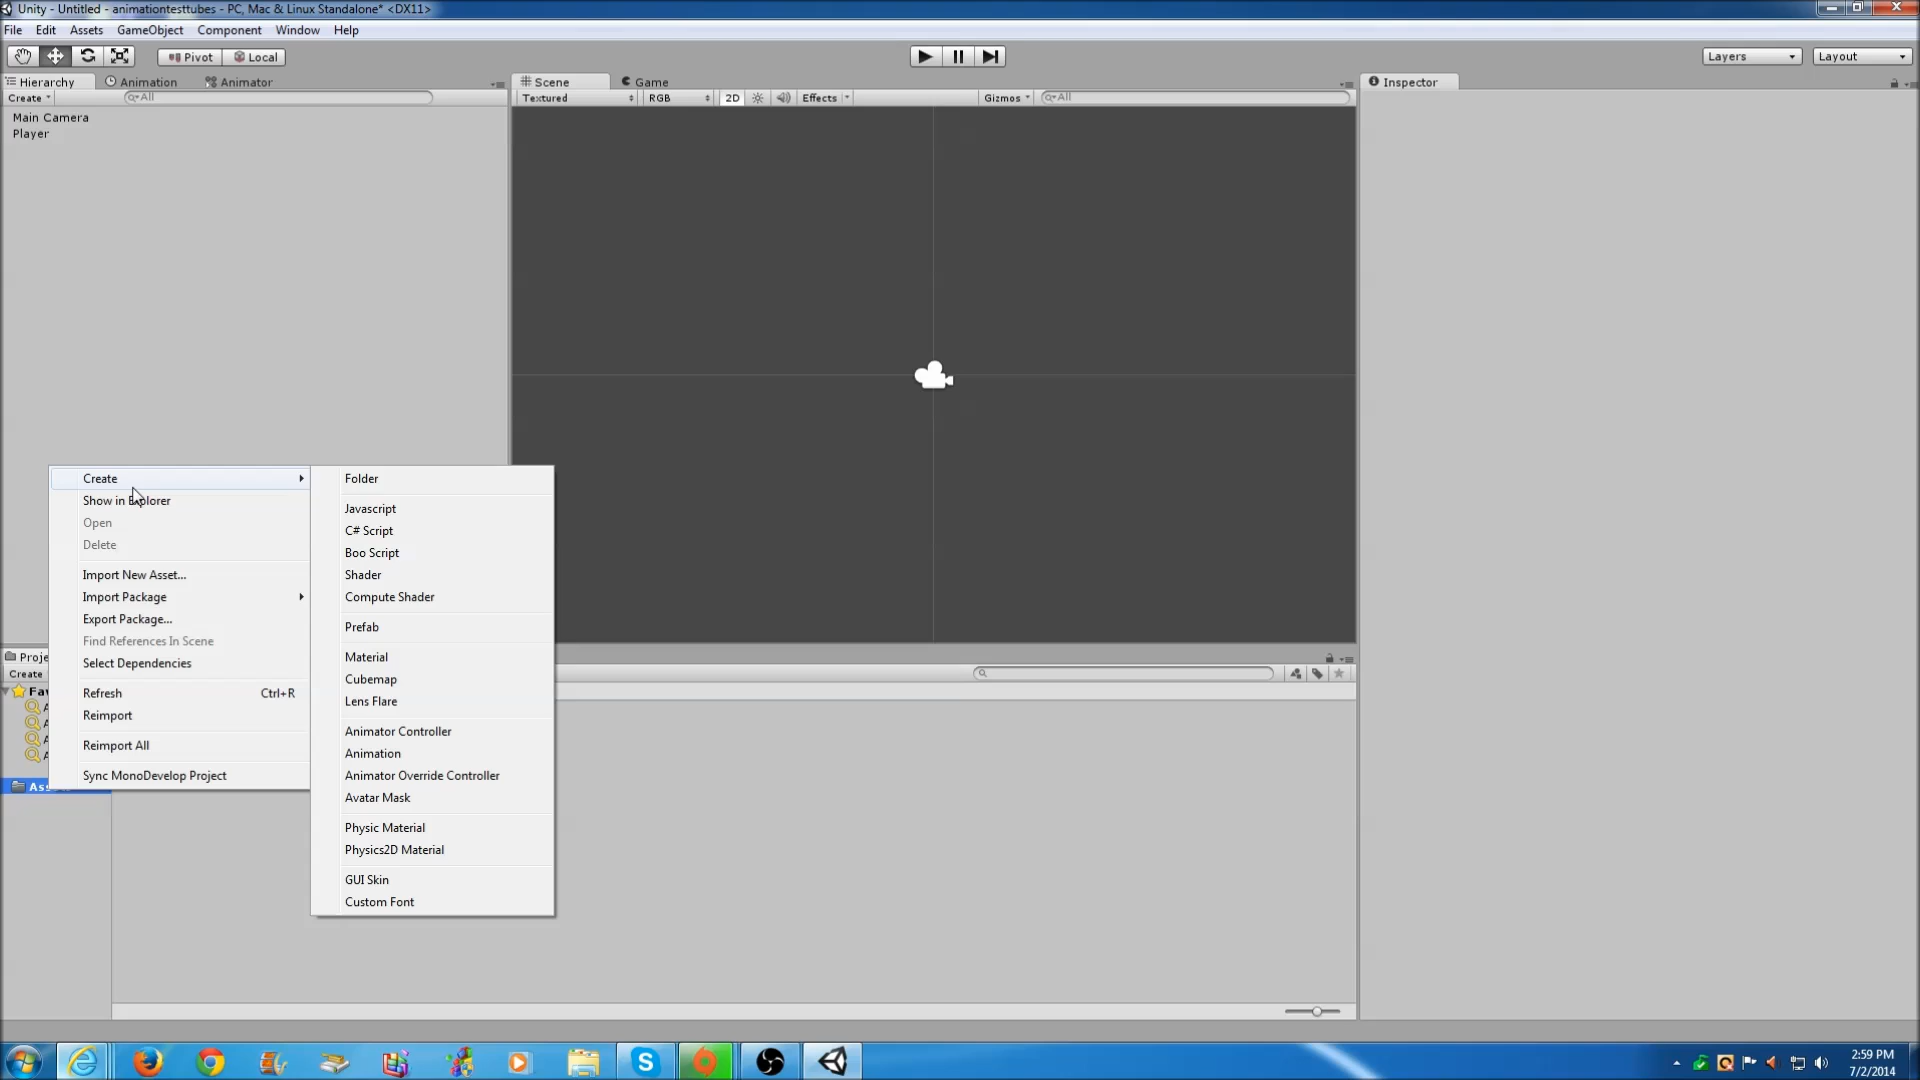 Unity - Untitled - animationtesttubes - PC, Mac & Linux Standalone* <DX11>
File Edit Assets GameObject Component Window Help
Pivot Local Layers Layout
Hierarchy Animation Animator Scene Game Inspector
Create All Textured RGB 2D Effects Gizmos All
Main Camera
Player
Create
Show in Explorer
Open
Delete
Import New Asset...
Import Package
Export Package...
Find References In Scene
Select Dependencies
Refresh Ctrl+R
Reimport
Reimport All
Sync MonoDevelop Project
Folder
Javascript
C# Script
Boo Script
Shader
Compute Shader
Prefab
Material
Cubemap
Lens Flare
Animator Controller
Animation
Animator Override Controller
Avatar Mask
Physic Material
Physics2D Material
GUI Skin
Custom Font
Proje
Create
Fav
A
A
A
A
Ass
2:59 PM
7/2/2014